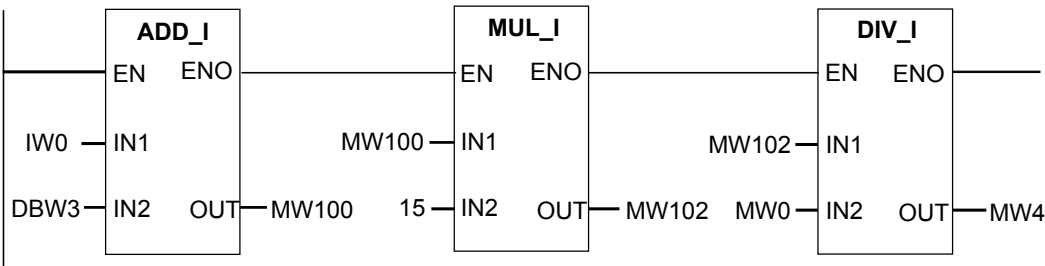 ADD_I
EN ENO
IW0 IN1
DBW3 IN2 OUT MW100
MUL_I
EN ENO
MW100 IN1
15 IN2 OUT MW102
DIV_I
EN ENO
MW102 IN1
MW0 IN2 OUT MW4